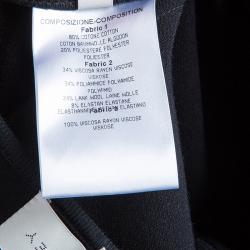 COMPOSIZIONE-COMPOSITION
Fabric 1
80% COTONE COTTON
COTON BAUMWOLLE ALGODON
20% POLIESTERE POLYESTER
POLIESTER
Fabric 2
34% VISCOSA RAYON VISCOSE
VISKOSE
34% POLIAMMIDE POLYAMIDE
POLYAMID
24% LANA WOOL LAINE WOLLE
8% ELASTAN ELASTANE
Fabric 3
100% VISCOSA RAYON VISCOSE
VISKOSE